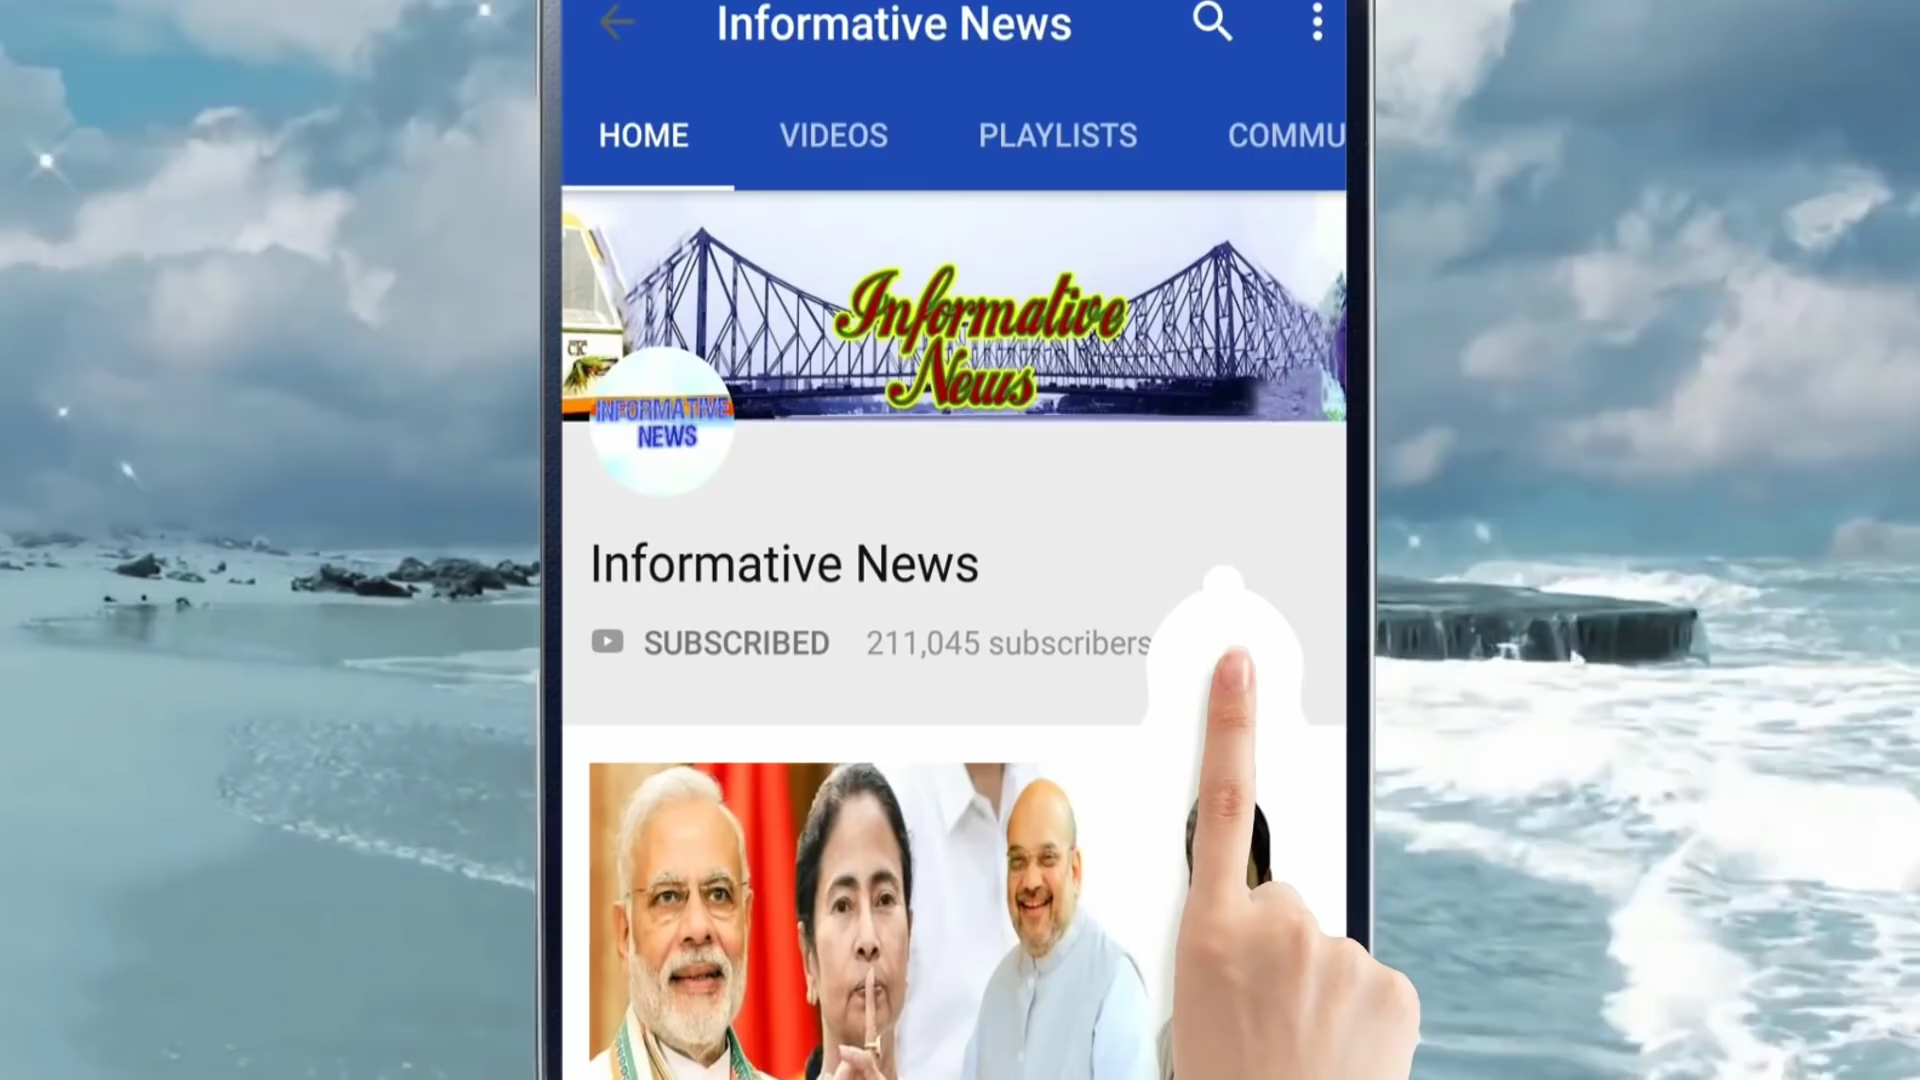 Informative News
HOME VIDEOS PLAYLISTS COMMU
CK
Informative
News
INFORMATIVE
NEWS
Informative News
SUBSCRIBED 211,045 subscribers